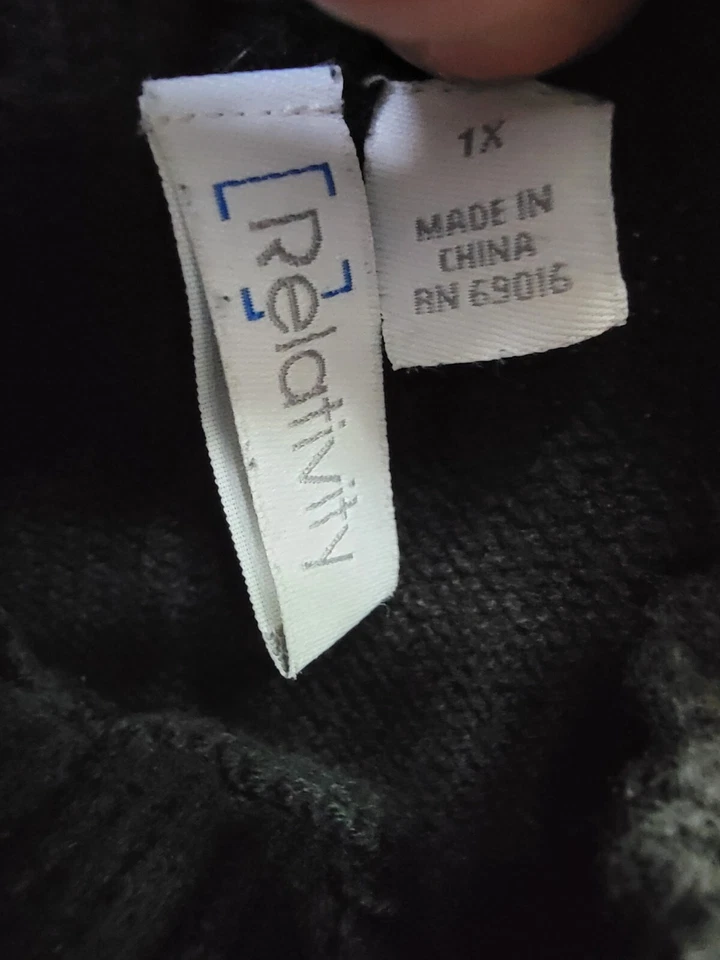 Relativity
1X
MADE IN
CHINA
RN 69016